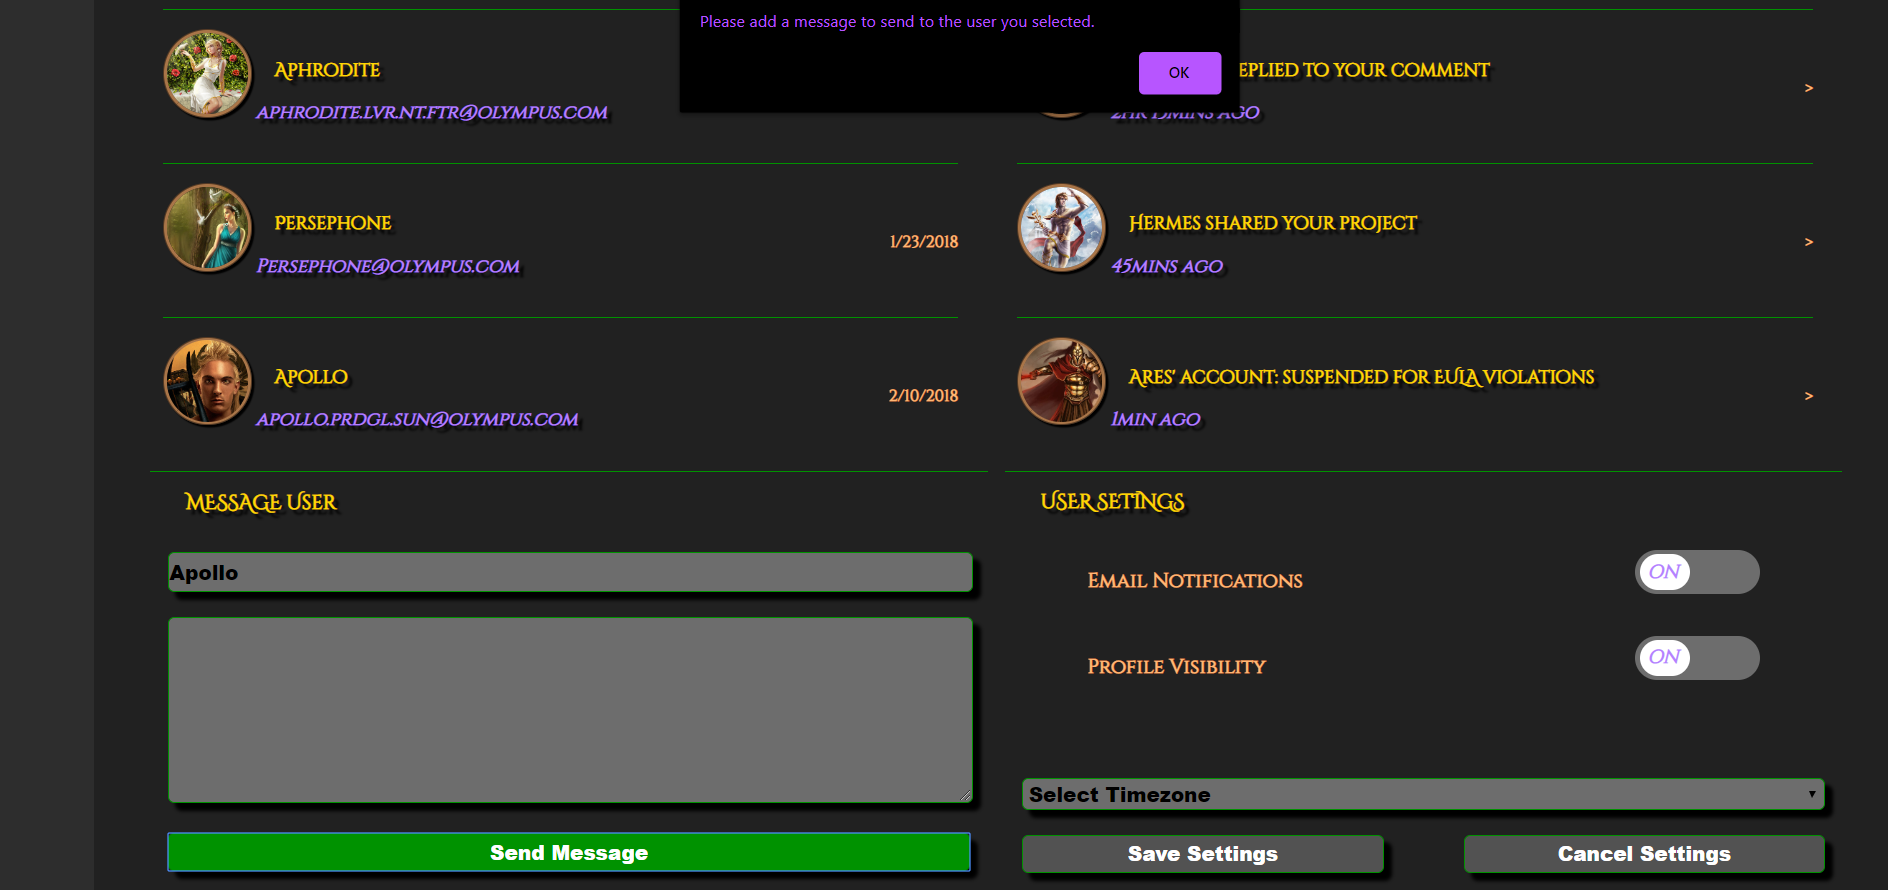 Please add a message to send to the user you selected.
OK
Aphrodite
aphrodite.lvr.nt.ftr@olympus.com
eplied to your comment
2hr 15mins ago
>
Persephone
Persephone@olympus.com
1/23/2018
Hermes shared your project
45mins ago
>
Apollo
apollo.prdgl.sun@olympus.com
2/10/2018
Ares' account: suspended for EULA violations
1min ago
>
MESSAGE USER
Apollo
Send Message
USER SETINGS
Email Notifications
ON
Profile Visibility
ON
Select Timezone
Save Settings
Cancel Settings